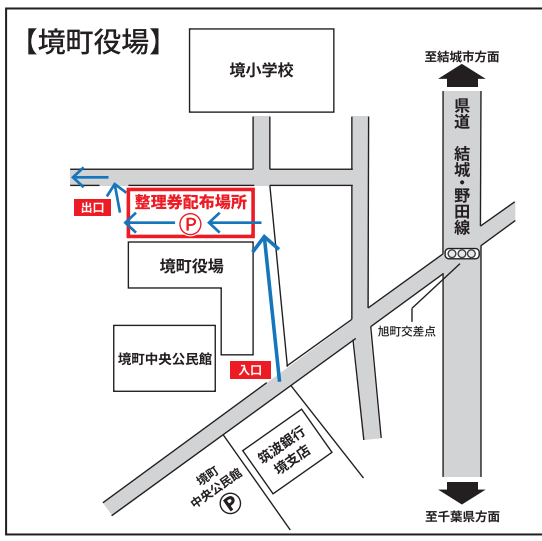 【境町役場】
境小学校
至結城市方面
県道 結城・野田線
出口
整理券配布場所
P
境町役場
旭町交差点
境町中央公民館
入口
筑波銀行
境支店
境町
中央公民館
P
至千葉県方面